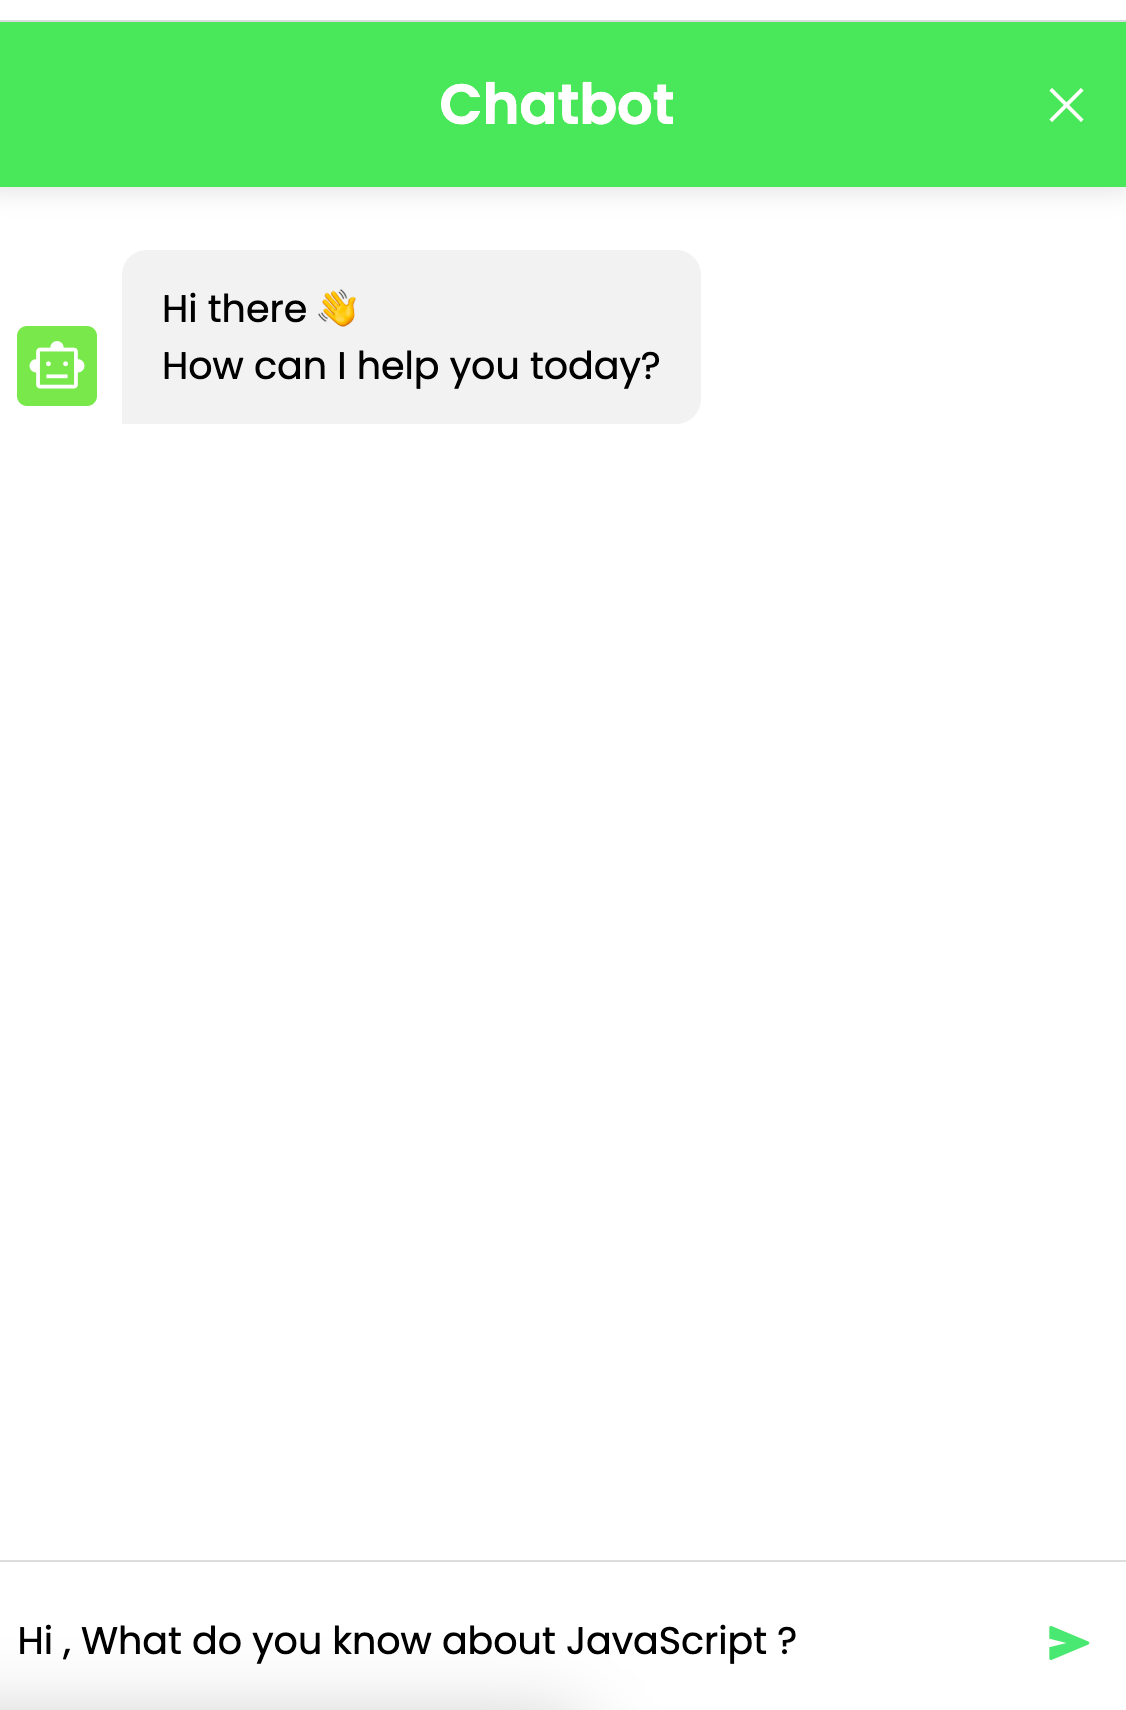 Chatbot
Hi there 👋
How can I help you today?
Hi , What do you know about JavaScript ?